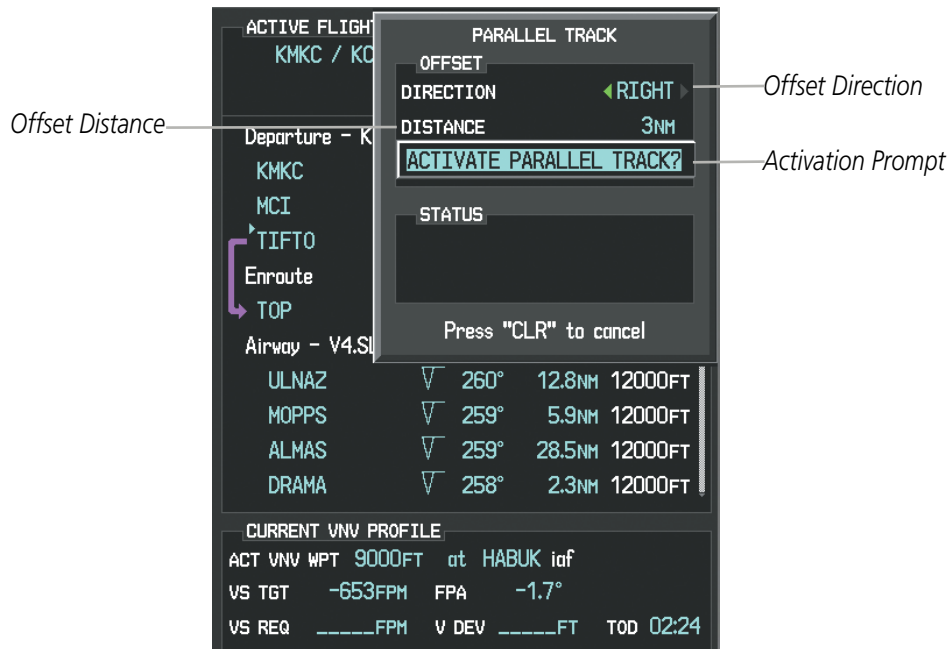 ACTIVE FLIGH
KMKC / KC
PARALLEL TRACK
OFFSET
DIRECTION RIGHT
Offset Direction
Offset Distance
DISTANCE 3NM
ACTIVATE PARALLEL TRACK?
Activation Prompt
STATUS
Press "CLR" to cancel
Departure - K
KMKC
MCI
TIFTO
Enroute
TOP
Airway - V4.SL
ULNAZ 260° 12.8NM 12000FT
MOPPS 259° 5.9NM 12000FT
ALMAS 259° 28.5NM 12000FT
DRAMA 258° 2.3NM 12000FT
CURRENT VNV PROFILE
ACT VNV WPT 9000FT at HABUK iaf
VS TGT -653FPM FPA -1.7°
VS REQ _____FPM V DEV _____FT TOD 02:24